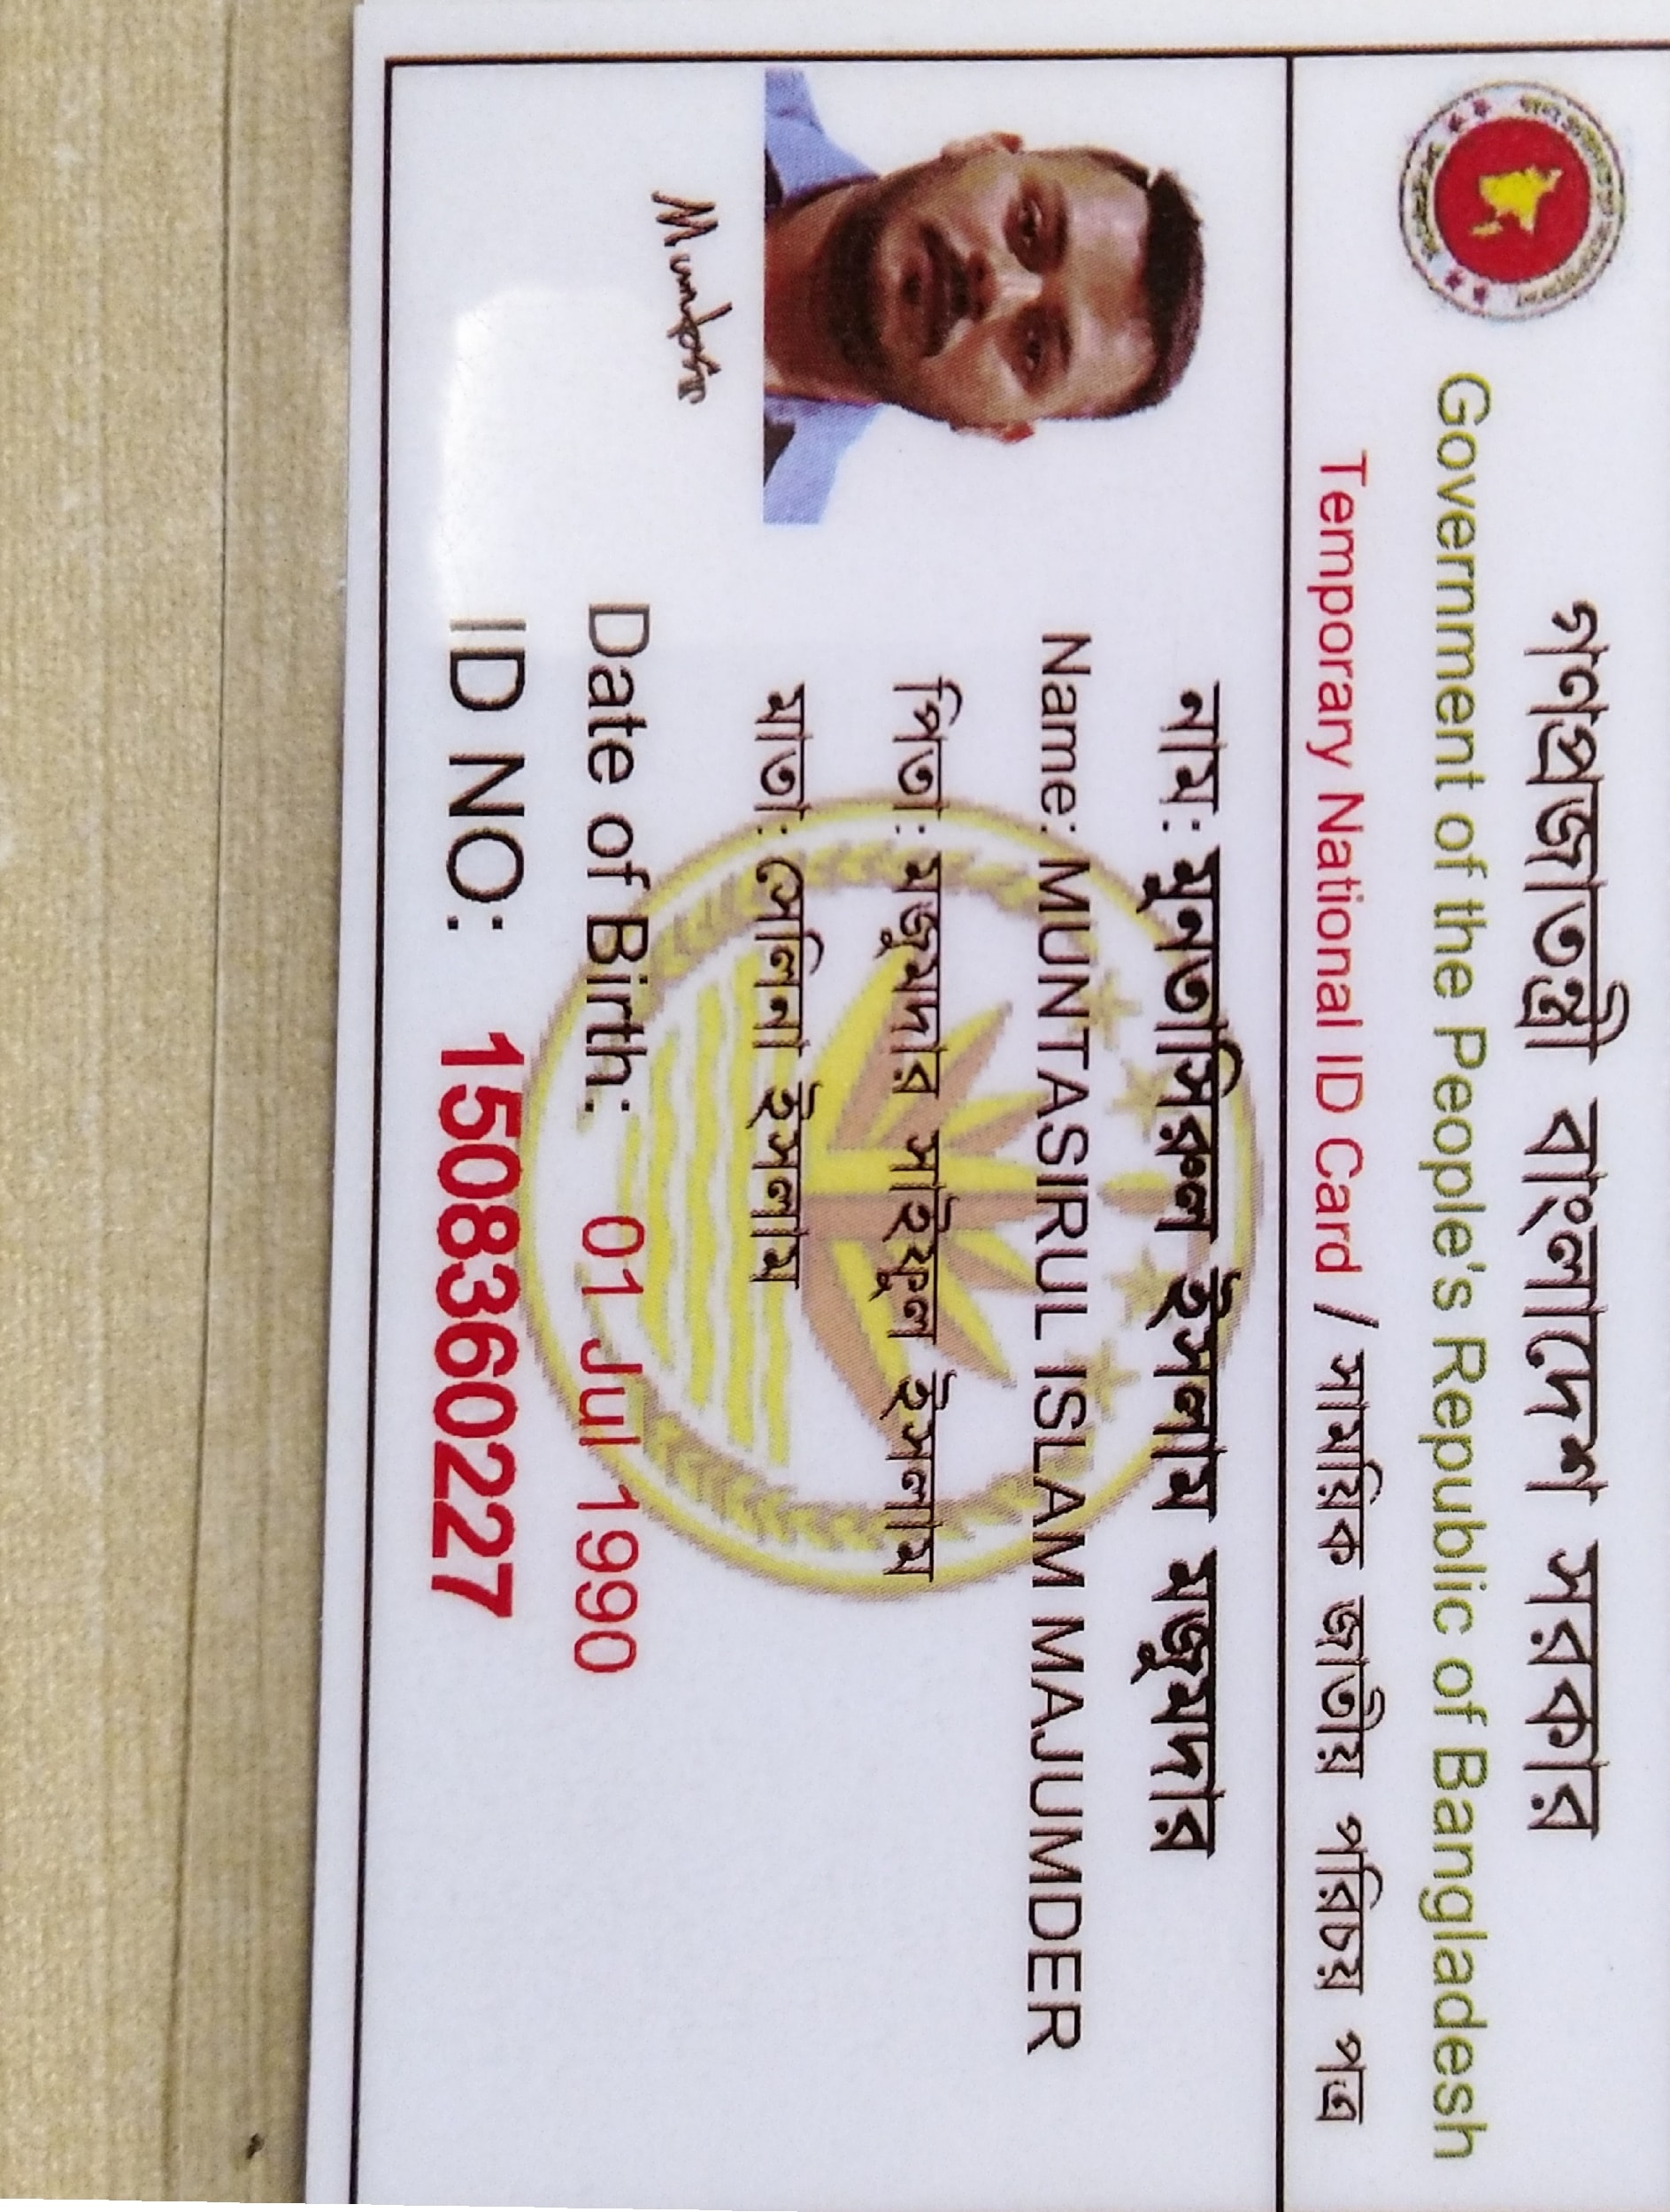 গণপ্রজাতন্ত্রী বাংলাদেশ সরকার
Government of the People's Republic of Bangladesh
Temporary National ID Card / সাময়িক জাতীয় পরিচয় পত্র
নাম: মুনতাসিরুল ইসলাম মজুমদার
Name: MUNTASIRUL ISLAM MAJUMDER
পিতা: মজুমদার সাইফুল ইসলাম
মাতা: সেলিনা ইসলাম
Date of Birth: 01 Jul 1990
ID NO: 1508360227